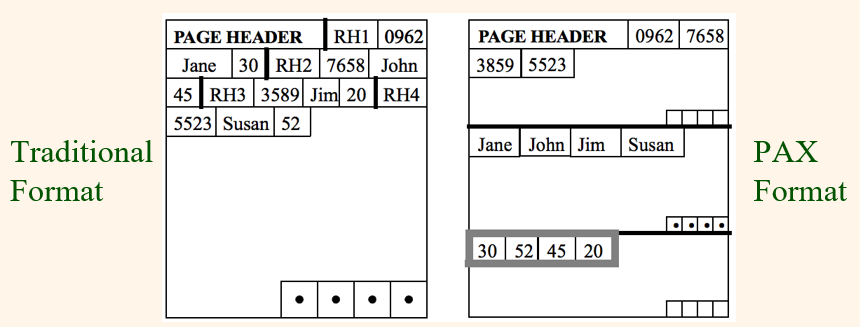 Traditional
Format
PAGE HEADER RH1 0962
Jane 30 RH2 7658 John
45 RH3 3589 Jim 20 RH4
5523 Susan 52
PAGE HEADER 0962 7658
3859 5523
Jane John Jim Susan
30 52 45 20
PAX
Format